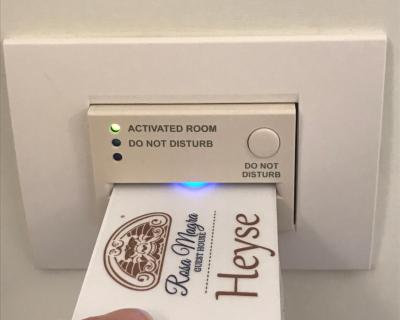 ACTIVATED ROOM
DO NOT DISTURB
DO NOT
DISTURB
Rosa Magra
GUEST HOUSE
Heyse